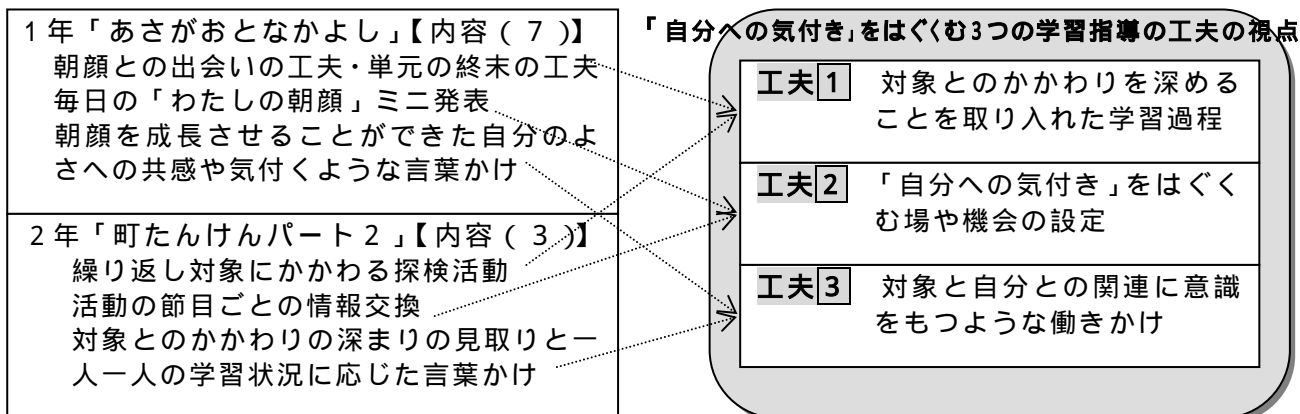 1年「あさがおとなかよし」【内容(7)】
朝顔との出会いの工夫・単元の終末の工夫
毎日の「わたしの朝顔」ミニ発表
朝顔を成長させることができた自分のよ
さへの共感や気付くような言葉かけ
2年「町たんけんパート2」【内容(3)】
繰り返し対象にかかわる探検活動
活動の節目ごとの情報交換
対象とのかかわりの深まりの見取りと一
人一人の学習状況に応じた言葉かけ
「自分への気付き」をはぐくむ3つの学習指導の工夫の視点
工夫1 対象とのかかわりを深める
ことを取り入れた学習過程
工夫2 「自分への気付き」をはぐく
む場や機会の設定
工夫3 対象と自分との関連に意識
をもつような働きかけ